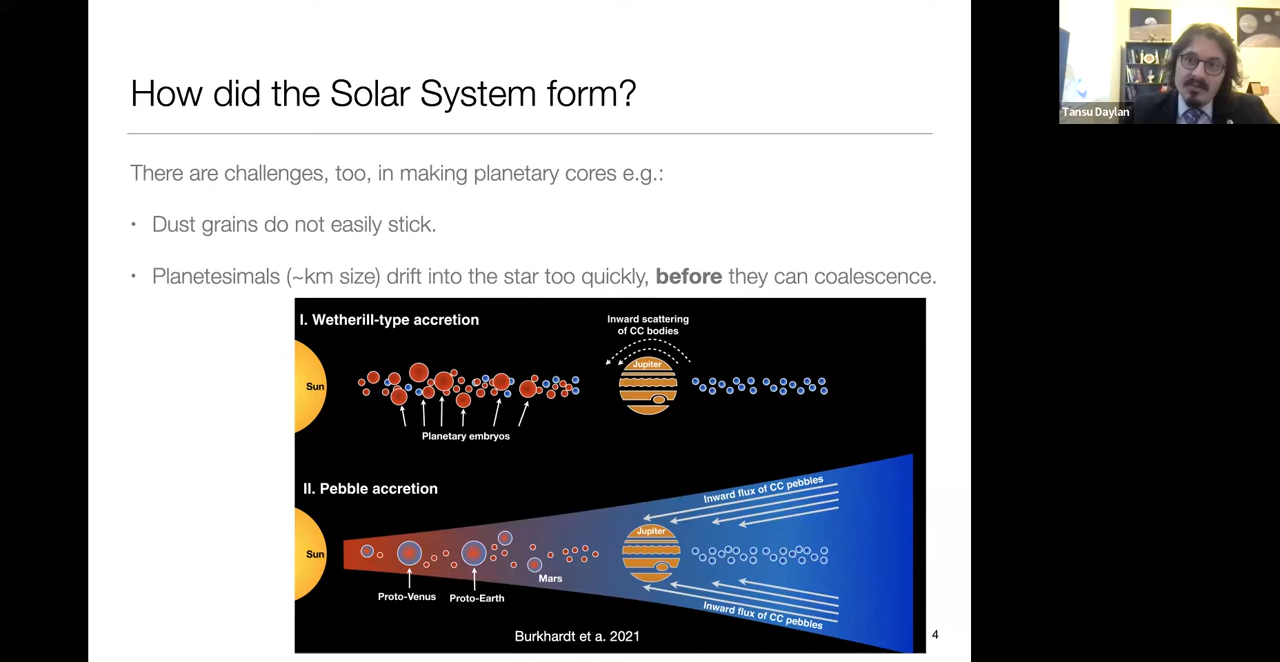 How did the Solar System form?
There are challenges, too, in making planetary cores e.g.:
• Dust grains do not easily stick.
• Planetesimals (~km size) drift into the star too quickly, before they can coalescence.
I. Wetherill-type accretion
Inward scattering
of CC bodies
Jupiter
Sun
Planetary embryos
II. Pebble accretion
Inward flux of CC pebbles
Jupiter
Sun
Mars
Proto-Venus
Proto-Earth
Inward flux of CC pebbles
Burkhardt et a. 2021
4
Tansu Daylan